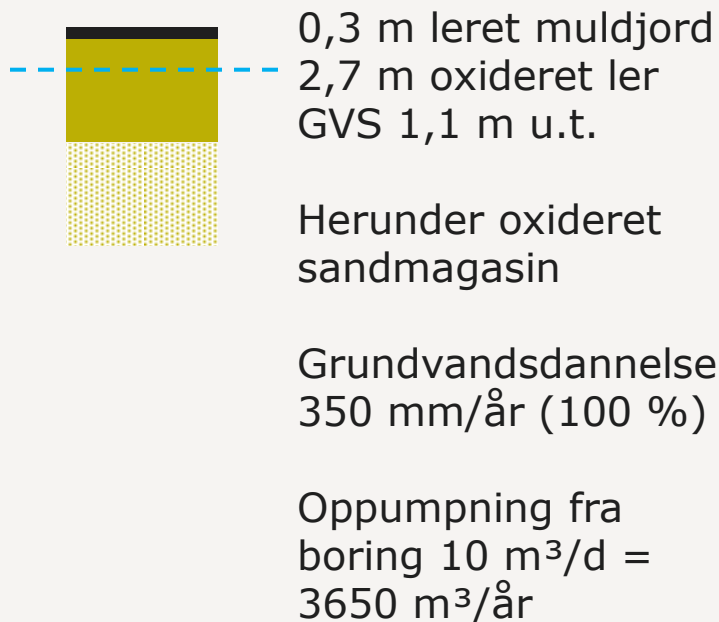 0,3 m leret muldjord
2,7 m oxideret ler
GVS 1,1 m u.t.
Herunder oxideret
sandmagasin
Grundvandsdannelse
350 mm/år (100 %)
Oppumpning fra
boring 10 m³/d =
3650 m³/år